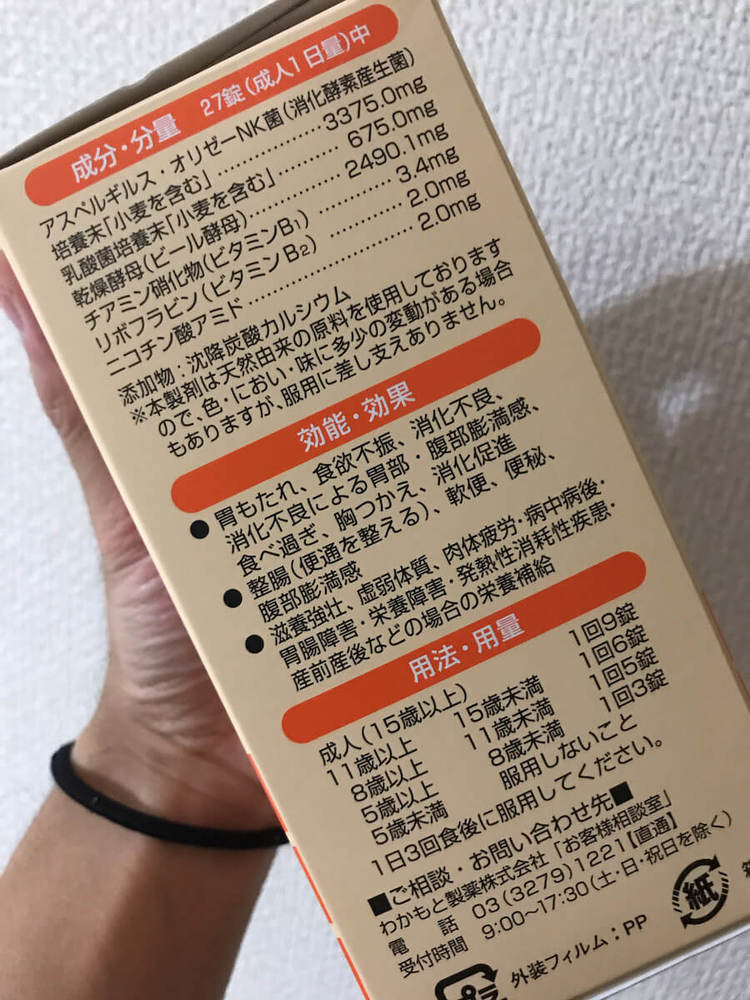 成分・分量 27錠(成人1日量)中
アスペルギルス・オリゼーNK菌(消化酵素産生菌)
培養末「小麦を含む」……………3375.0mg
乳酸菌培養末「小麦を含む」……675.0mg
乾燥酵母(ビール酵母)……………2490.1mg
チアミン硝化物(ビタミンB₁)………3.4mg
リボフラビン(ビタミンB₂)…………2.0mg
ニコチン酸アミド……………………2.0mg
添加物:沈降炭酸カルシウム
※本製剤は天然由来の原料を使用しております
ので、色・におい・味に多少の変動がある場合
もありますが、服用に差し支えありません。
効能・効果
●胃もたれ、食欲不振、消化不良、
消化不良による胃部・腹部膨満感、
食べ過ぎ、胸つかえ、消化促進
●整腸(便通を整える)、軟便、便秘、
腹部膨満感
●滋養強壮、虚弱体質、肉体疲労・病中病後・
胃腸障害・栄養障害・発熱性消耗性疾患・
産前産後などの場合の栄養補給
用法・用量
成人(15歳以上) 1回9錠
11歳以上 15歳未満 1回6錠
8歳以上 11歳未満 1回5錠
5歳以上 8歳未満 1回3錠
5歳未満 服用しないこと
1日3回食後に服用してください。
■ご相談・お問い合わせ先■
わかもと製薬株式会社「お客様相談室」
電話 03(3279)1221【直通】
受付時間 9:00~17:30(土・日・祝日を除く)
紙
外装フィルム:PP
プラ